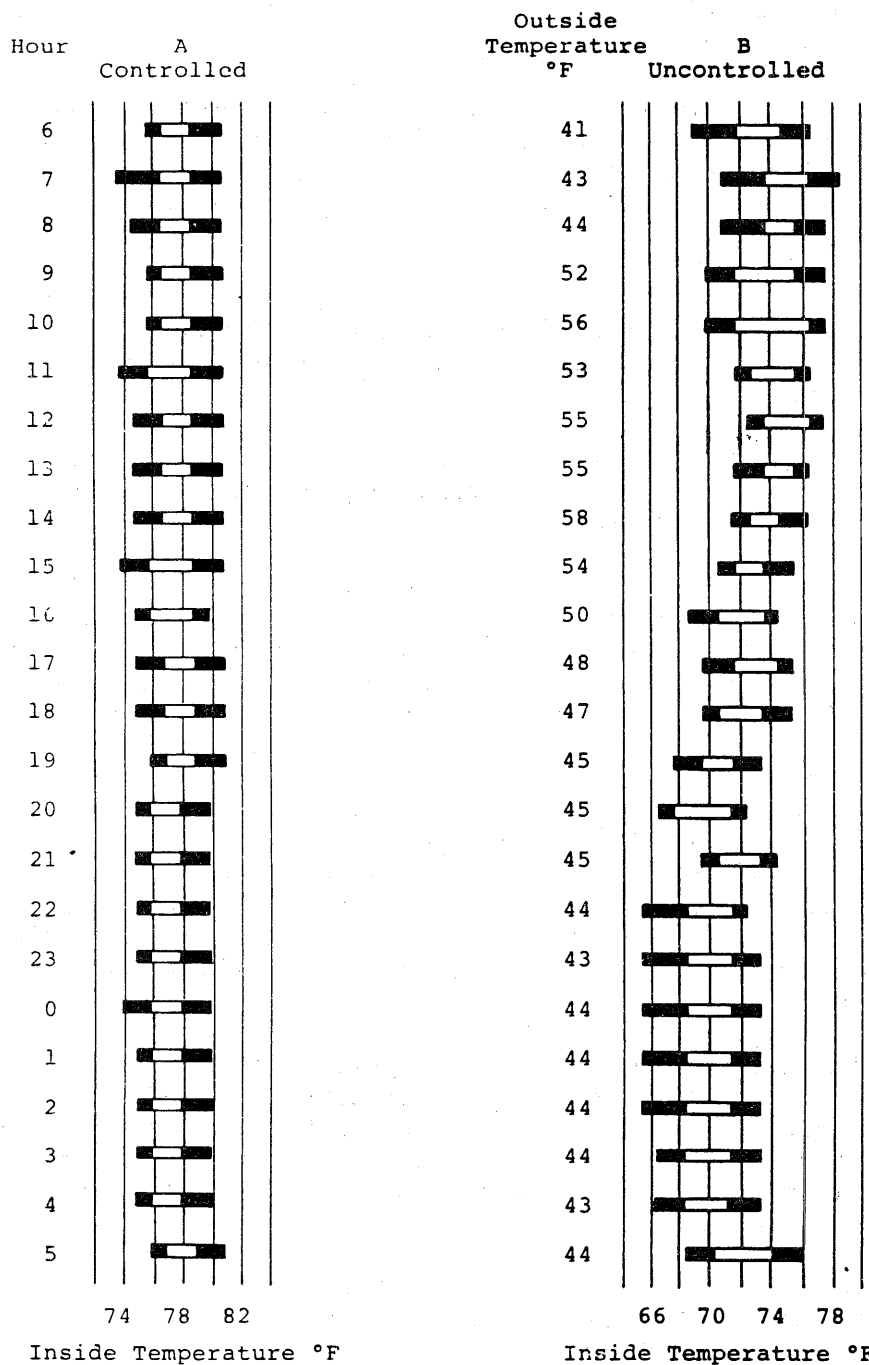 Hour
A
Controlled
Outside
Temperature
°F
B
Uncontrolled
6 41
7 43
8 44
9 52
10 56
11 53
12 55
13 55
14 58
15 54
16 50
17 48
18 47
19 45
20 45
21 45
22 44
23 43
0 44
1 44
2 44
3 44
4 43
5 44
74 78 82
66 70 74 78
Inside Temperature °F
Inside Temperature °F